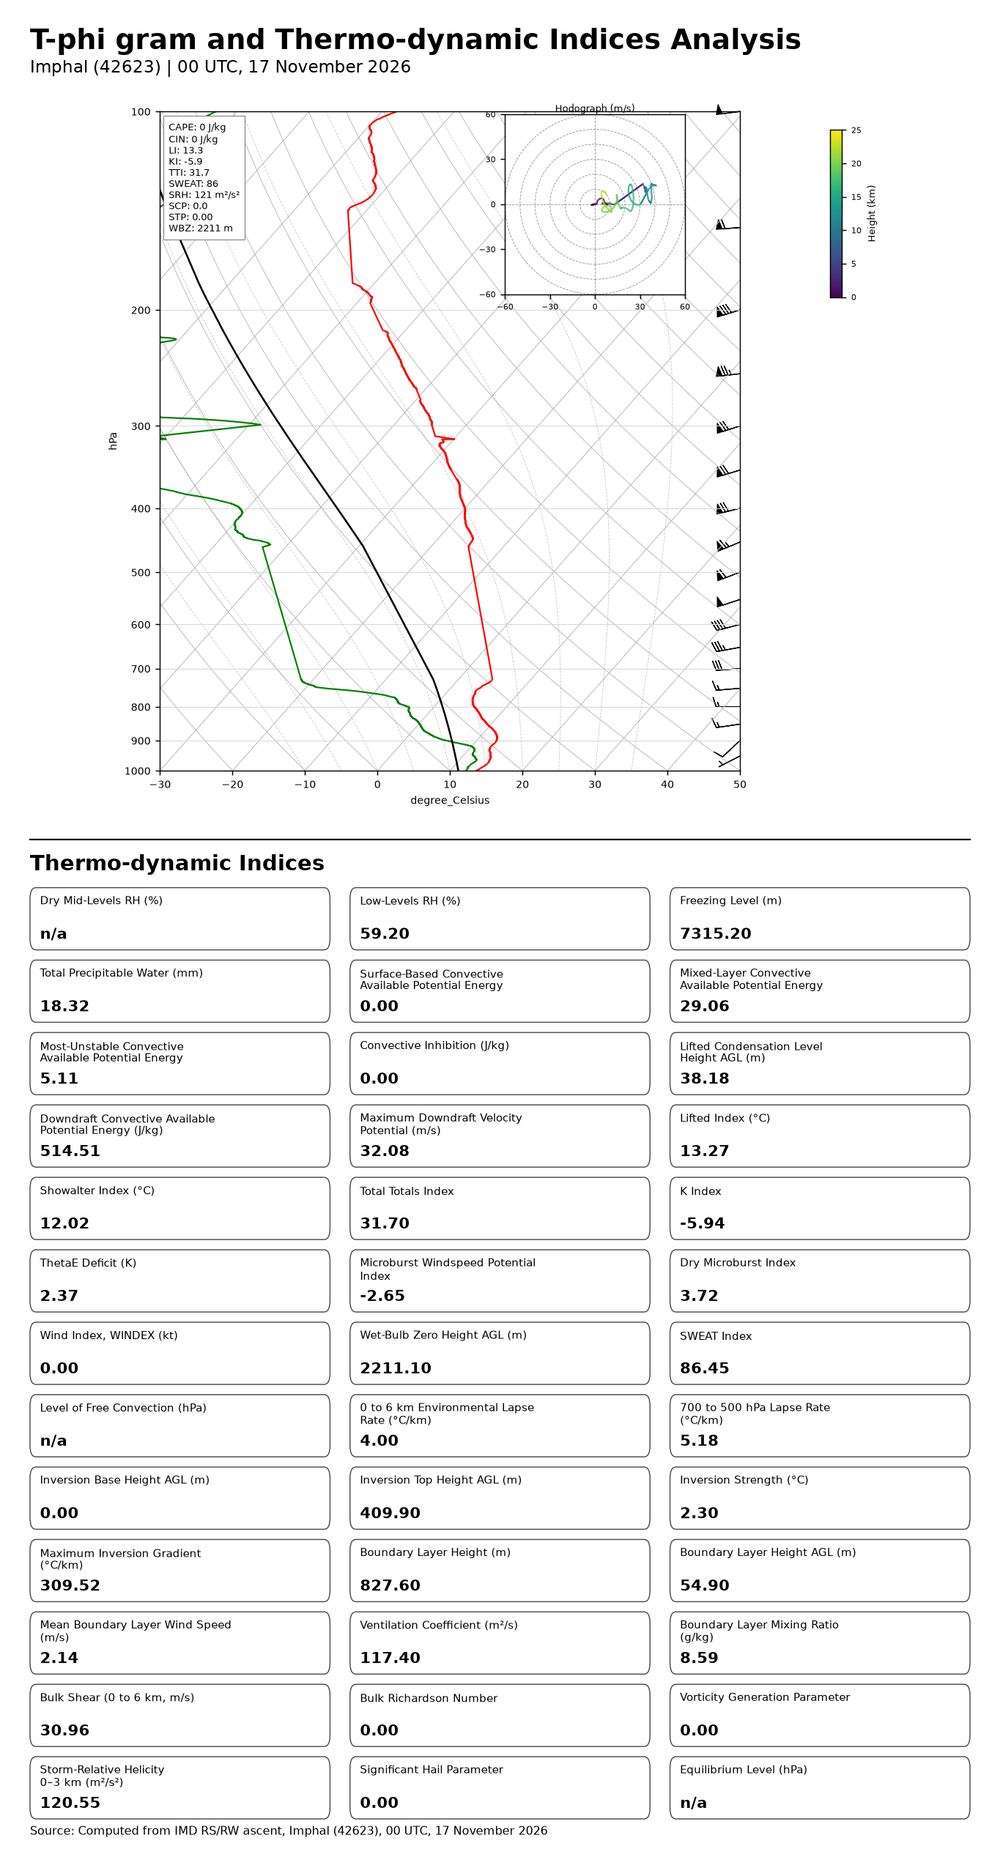 T-phi gram and Thermo-dynamic Indices Analysis
Imphal (42623) | 00 UTC, 17 November 2026
CAPE: 0 J/kg
CIN: 0 J/kg
LI: 13.3
KI: -5.9
TTI: 31.7
SWEAT: 86
SRH: 121 m²/s²
SCP: 0.0
STP: 0.00
WBZ: 2211 m
Hodograph (m/s)
60
30
0
−30
−60
−60 −30 0 30 60
25
20
15
10
5
0
Height (km)
100
200
300
400
500
600
700
800
900
1000
hPa
−30 −20 −10 0 10 20 30 40 50
degree_Celsius
Thermo-dynamic Indices
Dry Mid-Levels RH (%)
n/a
Low-Levels RH (%)
59.20
Freezing Level (m)
7315.20
Total Precipitable Water (mm)
18.32
Surface-Based Convective
Available Potential Energy
0.00
Mixed-Layer Convective
Available Potential Energy
29.06
Most-Unstable Convective
Available Potential Energy
5.11
Convective Inhibition (J/kg)
0.00
Lifted Condensation Level
Height AGL (m)
38.18
Downdraft Convective Available
Potential Energy (J/kg)
514.51
Maximum Downdraft Velocity
Potential (m/s)
32.08
Lifted Index (°C)
13.27
Showalter Index (°C)
12.02
Total Totals Index
31.70
K Index
-5.94
ThetaE Deficit (K)
2.37
Microburst Windspeed Potential
Index
-2.65
Dry Microburst Index
3.72
Wind Index, WINDEX (kt)
0.00
Wet-Bulb Zero Height AGL (m)
2211.10
SWEAT Index
86.45
Level of Free Convection (hPa)
n/a
0 to 6 km Environmental Lapse
Rate (°C/km)
4.00
700 to 500 hPa Lapse Rate
(°C/km)
5.18
Inversion Base Height AGL (m)
0.00
Inversion Top Height AGL (m)
409.90
Inversion Strength (°C)
2.30
Maximum Inversion Gradient
(°C/km)
309.52
Boundary Layer Height (m)
827.60
Boundary Layer Height AGL (m)
54.90
Mean Boundary Layer Wind Speed
(m/s)
2.14
Ventilation Coefficient (m²/s)
117.40
Boundary Layer Mixing Ratio
(g/kg)
8.59
Bulk Shear (0 to 6 km, m/s)
30.96
Bulk Richardson Number
0.00
Vorticity Generation Parameter
0.00
Storm-Relative Helicity
0–3 km (m²/s²)
120.55
Significant Hail Parameter
0.00
Equilibrium Level (hPa)
n/a
Source: Computed from IMD RS/RW ascent, Imphal (42623), 00 UTC, 17 November 2026